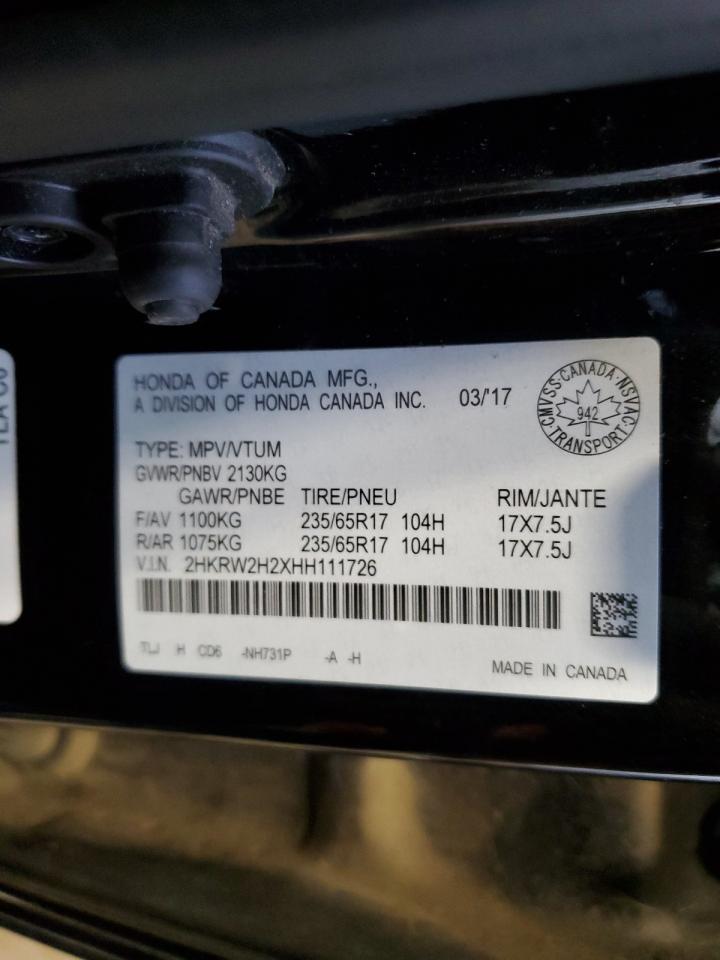 HONDA OF CANADA MFG.,
A DIVISION OF HONDA CANADA INC. 03/'17
CMVSS·CANADA·NSVAC·TRANSPORT·
942
TYPE: MPV/VTUM
GVWR/PNBV 2130KG
GAWR/PNBE TIRE/PNEU RIM/JANTE
F/AV 1100KG 235/65R17 104H 17X7.5J
R/AR 1075KG 235/65R17 104H 17X7.5J
V.I.N. 2HKRW2H2XHH111726
TLJ H CD6 -NH731P -A -H
MADE IN CANADA